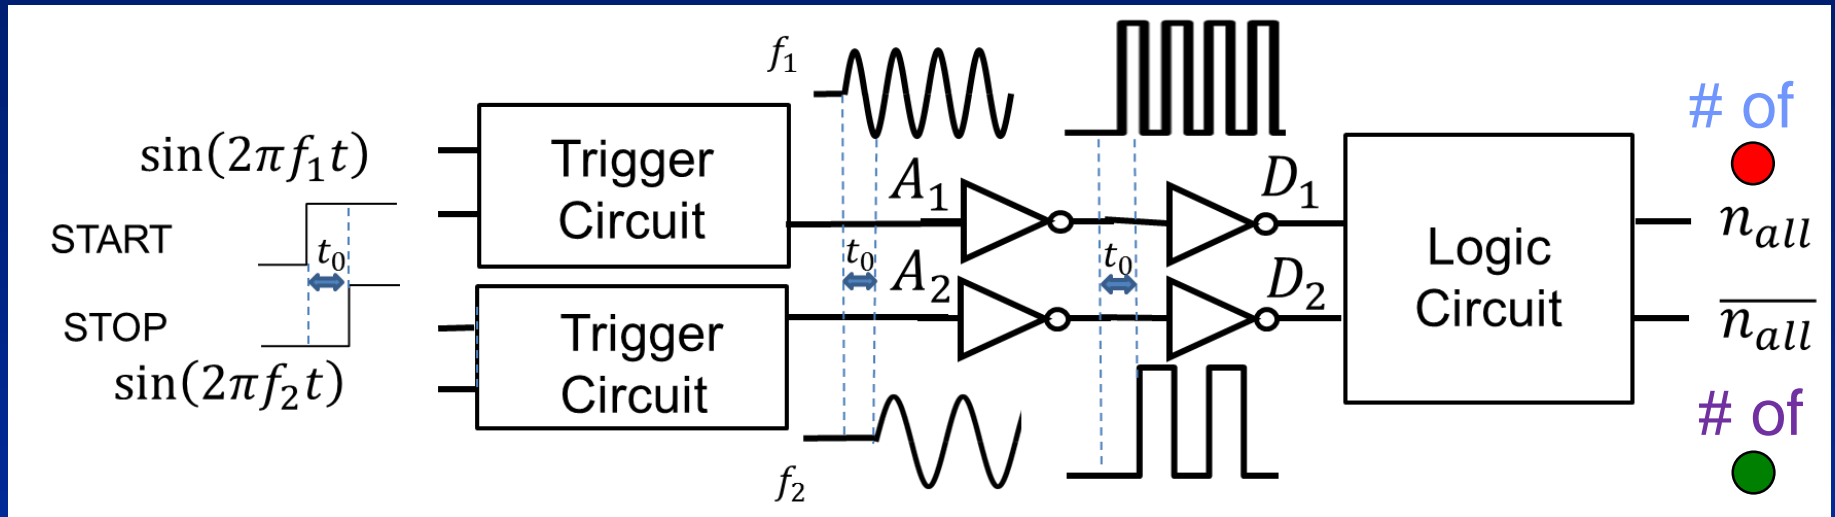 sin(2πf₁t)
START
t₀
STOP
sin(2πf₂t)
Trigger
Circuit
Trigger
Circuit
f₁
f₂
t₀
A₁
A₂
t₀
D₁
D₂
Logic
Circuit
# of
n_all
n̅_all
# of